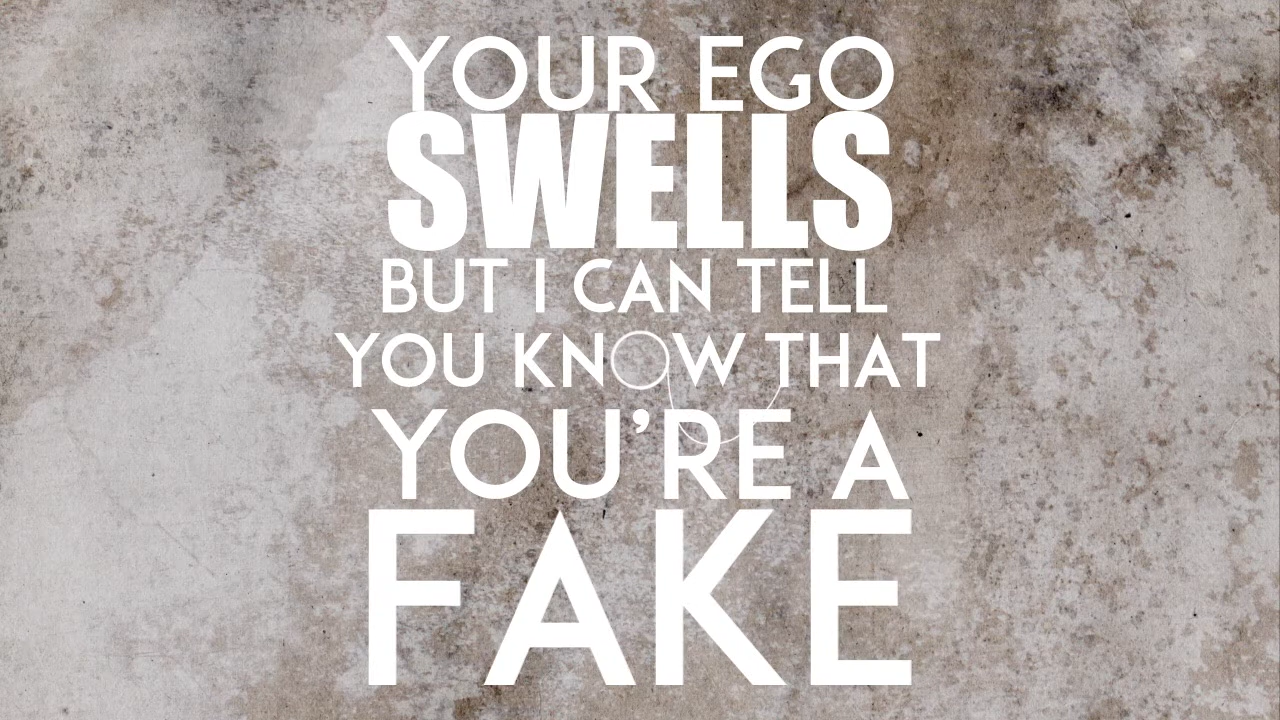 YOUR EGO
SWELLS
BUT I CAN TELL
YOU KNOW THAT
YOU'RE A
FAKE